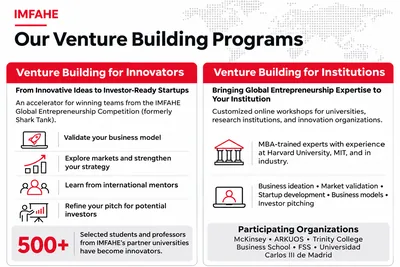 IMFAHE
Our Venture Building Programs
Venture Building for Innovators
From Innovative Ideas to Investor-Ready Startups
An accelerator for winning teams from the IMFAHE
Global Entrepreneurship Competition (formerly
Shark Tank).
Validate your business model
Explore markets and strengthen
your strategy
Learn from international mentors
Refine your pitch for potential
investors
500+
Selected students and professors
from IMFAHE's partner universities
have become innovators.
Venture Building for Institutions
Bringing Global Entrepreneurship Expertise to
Your Institution
Customized online workshops for universities,
research institutions, and innovation organizations.
MBA-trained experts with experience
at Harvard University, MIT, and in
industry.
Business ideation • Market validation •
Startup development • Business models •
Investor pitching
Participating Organizations
McKinsey • ARKUOS • Trinity College
Business School • FSS • Universidad
Carlos III de Madrid